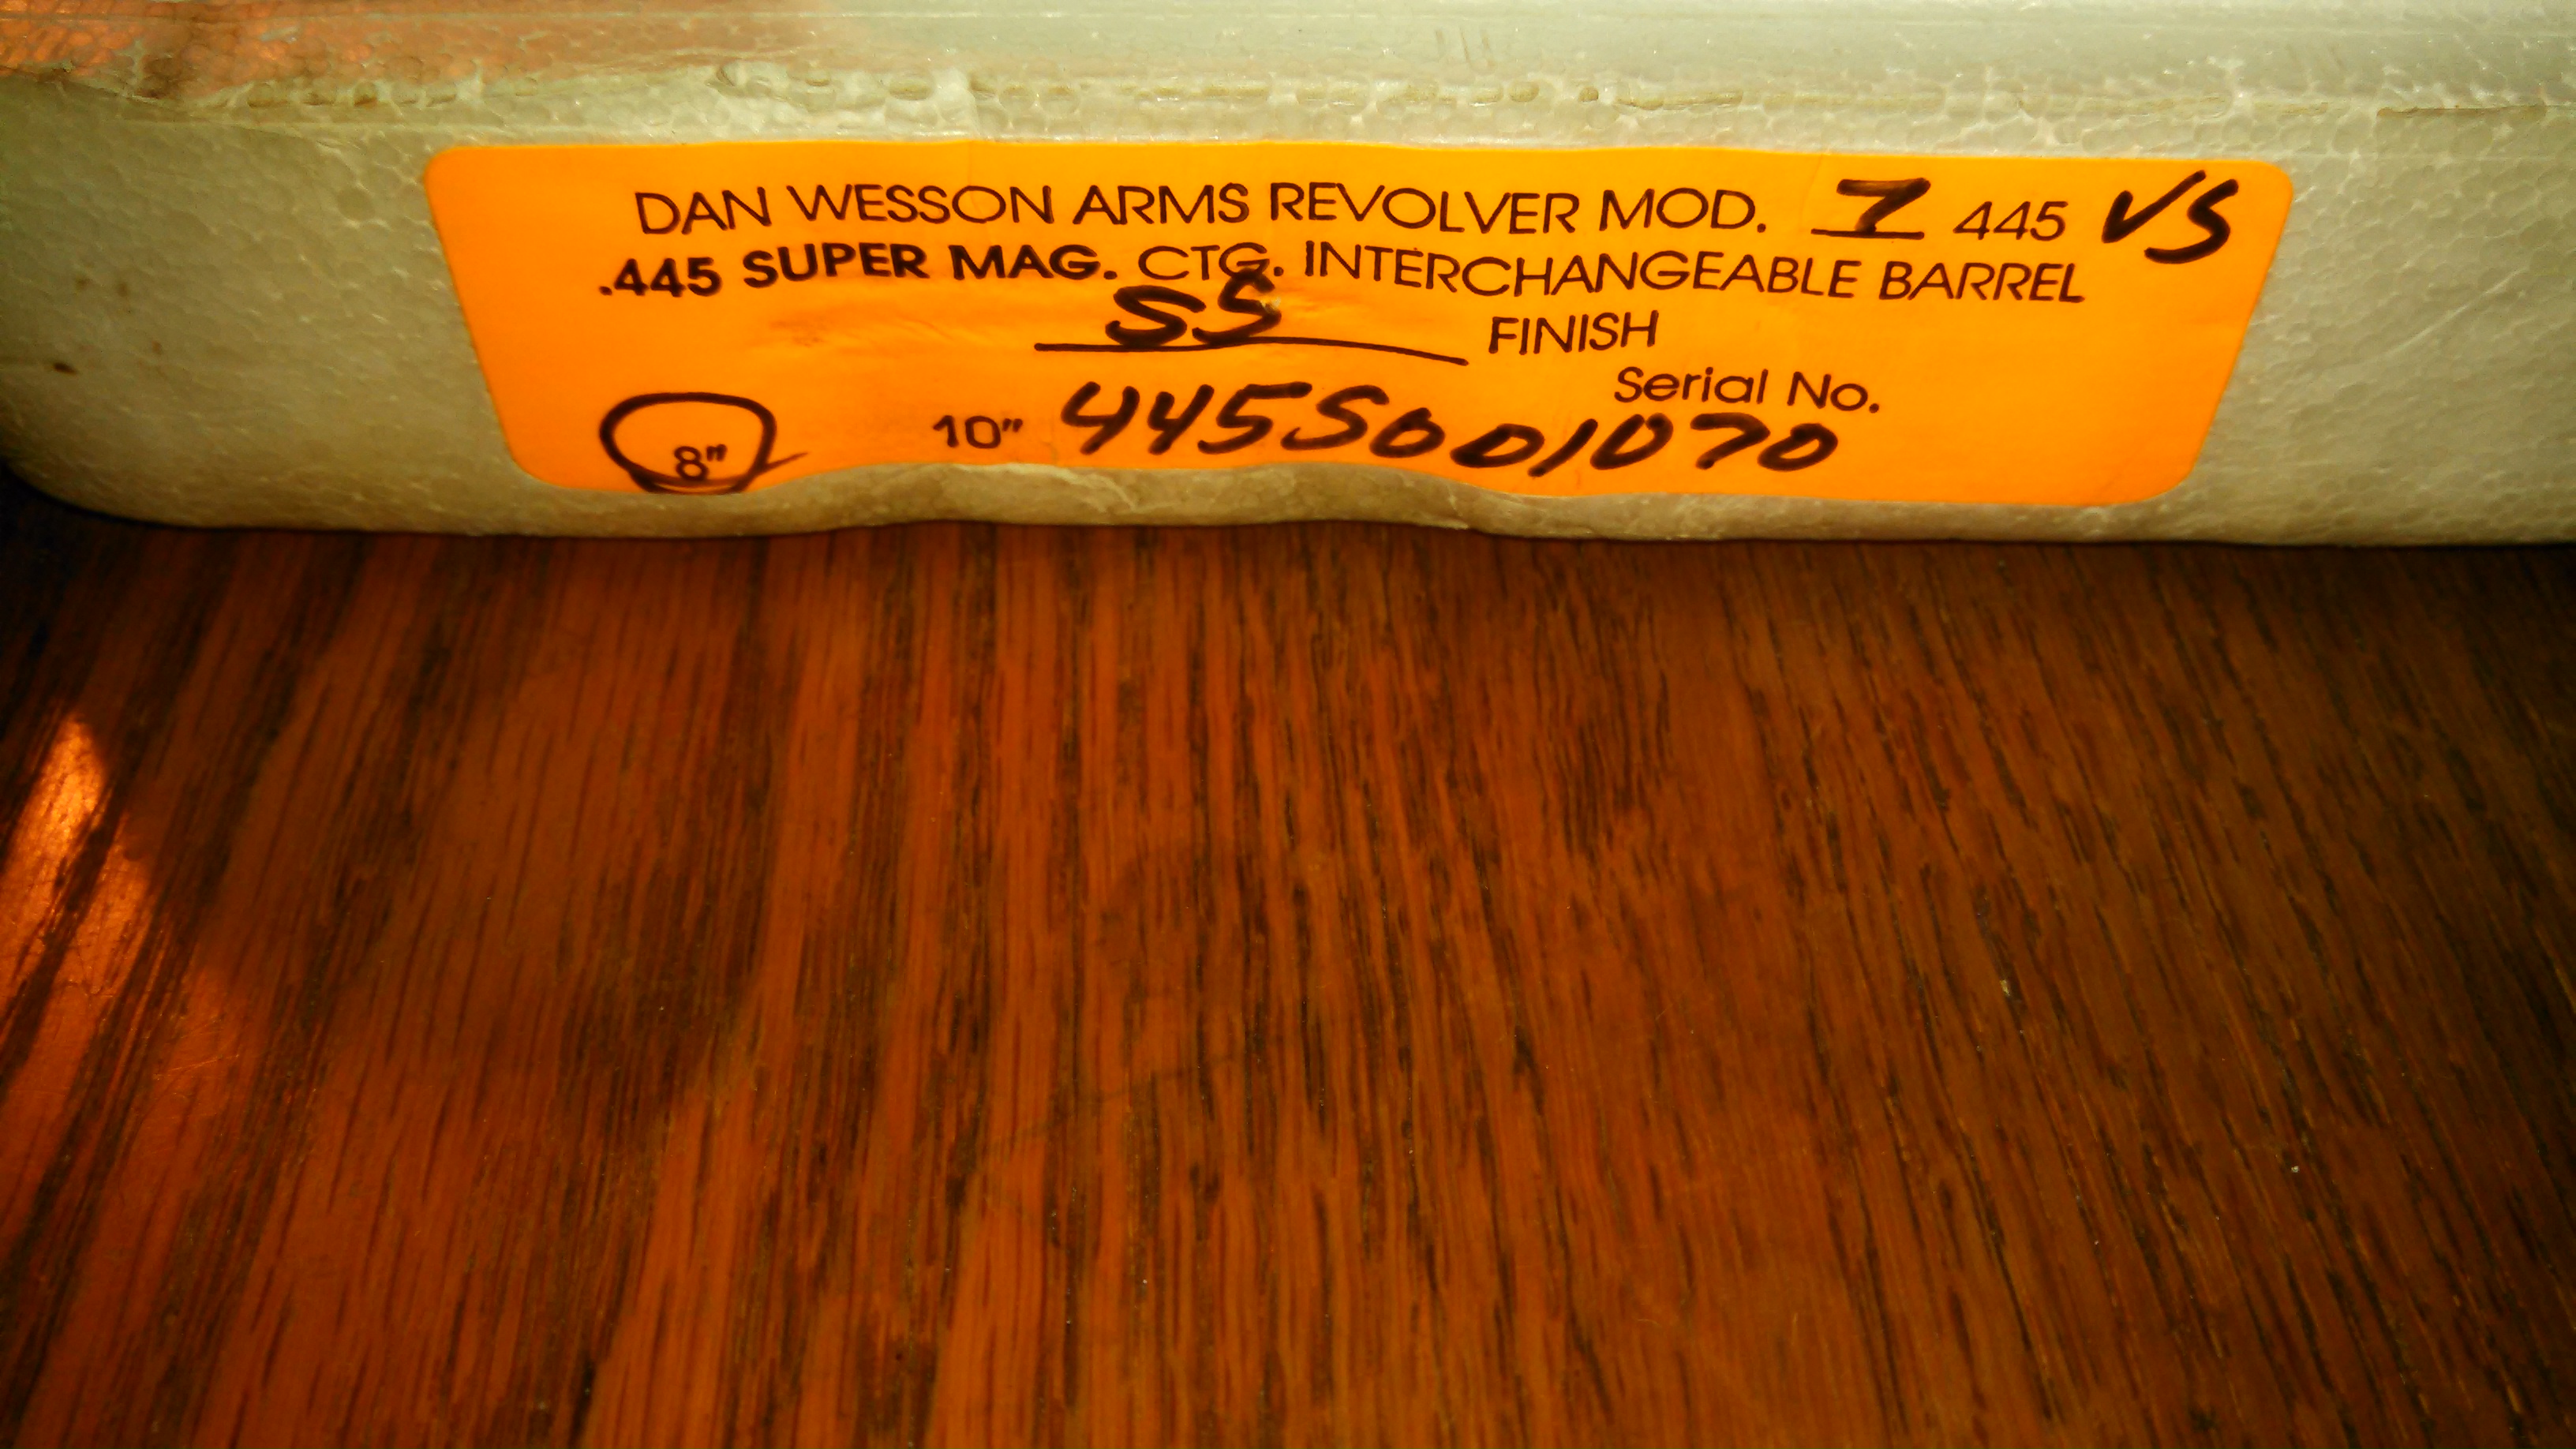 DAN WESSON ARMS REVOLVER MOD. 7 445 VS
.445 SUPER MAG. CTG. INTERCHANGEABLE BARREL
SS FINISH
Serial No.
8" 10" 445S001070